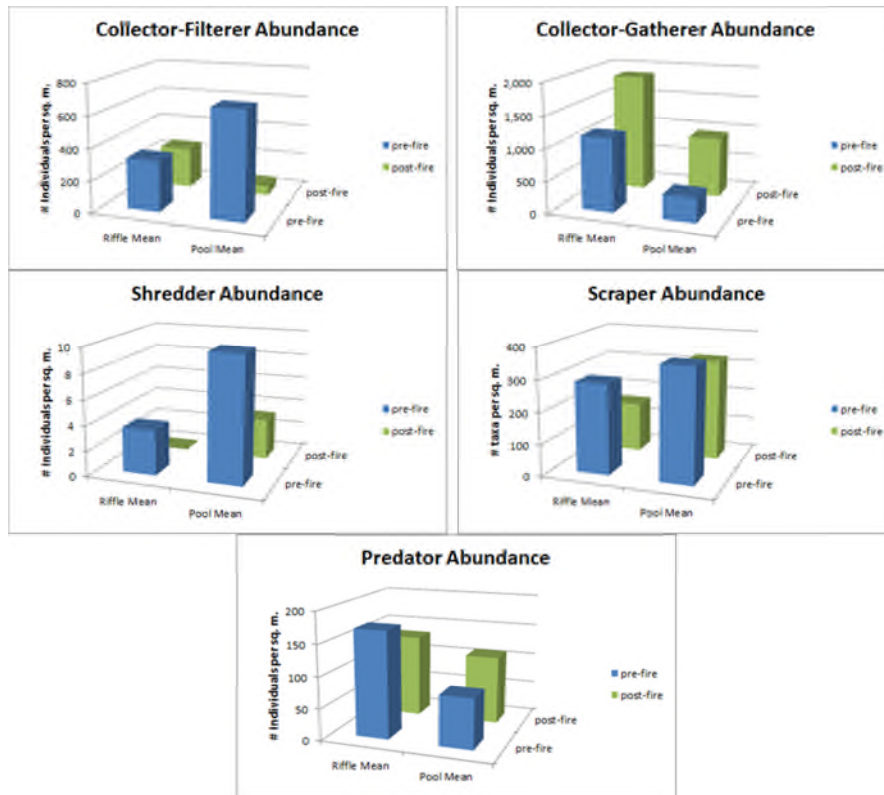 Collector-Filterer Abundance
# Individuals per sq. m.
800
600
400
200
0
Riffle Mean
Pool Mean
post-fire
pre-fire
pre-fire
post-fire
Collector-Gatherer Abundance
# Individuals per sq. m.
2,000
1,500
1,000
500
0
Riffle Mean
Pool Mean
post-fire
pre-fire
pre-fire
post-fire
Shredder Abundance
# Individuals per sq. m.
10
8
6
4
2
0
Riffle Mean
Pool Mean
post-fire
pre-fire
pre-fire
post-fire
Scraper Abundance
# taxa per sq. m.
400
300
200
100
0
Riffle Mean
Pool Mean
post-fire
pre-fire
pre-fire
post-fire
Predator Abundance
# Individuals per sq. m.
200
150
100
50
0
Riffle Mean
Pool Mean
post-fire
pre-fire
pre-fire
post-fire